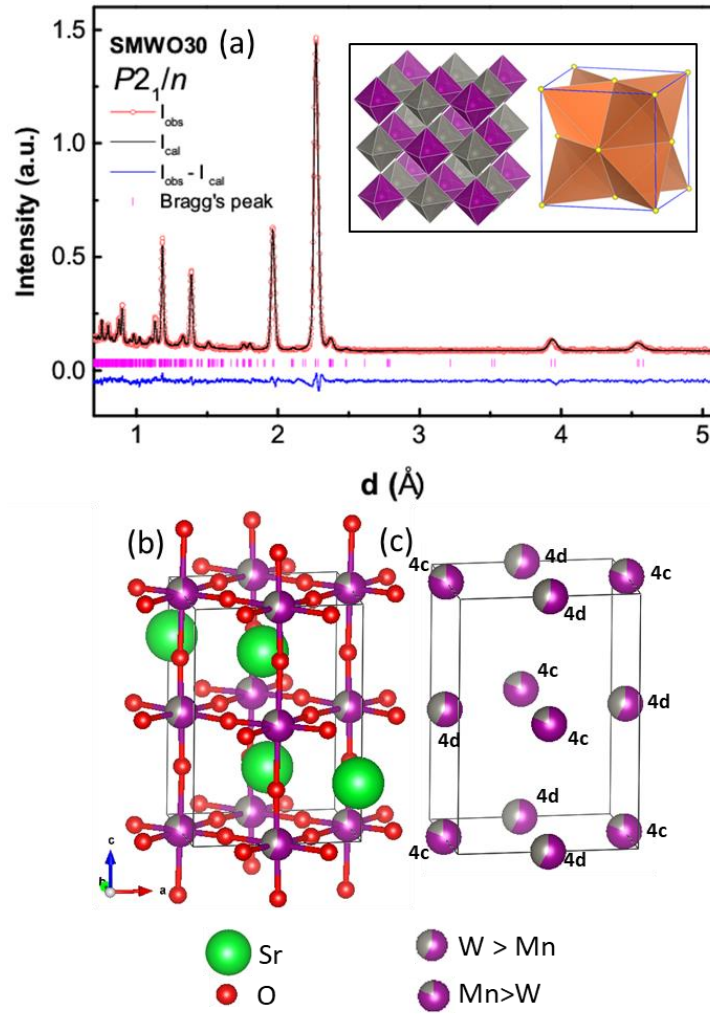 SMWO30 (a)
P2₁/n
I_obs
I_cal
I_obs - I_cal
Bragg's peak
Intensity (a.u.)
1.5
1.0
0.5
0.0
1 2 3 4 5
d (Å)
(b)
(c)
4c 4d 4c
4d
4c
4d 4c 4d
4c 4d 4c
4d
c
b
a
Sr W > Mn
O Mn>W